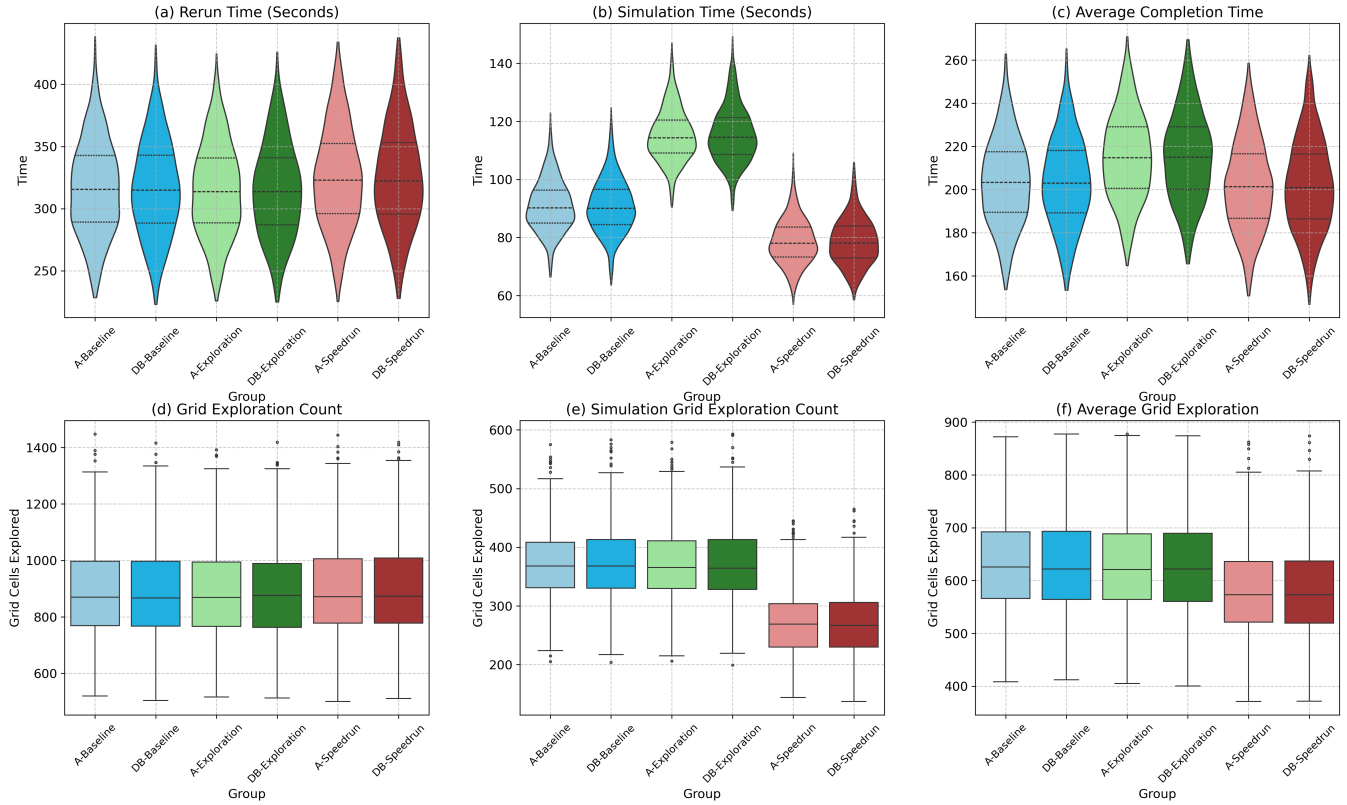 (a) Rerun Time (Seconds)
Time
400
350
300
250
A-Baseline
DB-Baseline
A-Exploration
DB-Exploration
A-Speedrun
DB-Speedrun
Group
(b) Simulation Time (Seconds)
Time
140
120
100
80
60
A-Baseline
DB-Baseline
A-Exploration
DB-Exploration
A-Speedrun
DB-Speedrun
Group
(c) Average Completion Time
Time
260
240
220
200
180
160
A-Baseline
DB-Baseline
A-Exploration
DB-Exploration
A-Speedrun
DB-Speedrun
Group
(d) Grid Exploration Count
Grid Cells Explored
1400
1200
1000
800
600
A-Baseline
DB-Baseline
A-Exploration
DB-Exploration
A-Speedrun
DB-Speedrun
Group
(e) Simulation Grid Exploration Count
Grid Cells Explored
600
500
400
300
200
A-Baseline
DB-Baseline
A-Exploration
DB-Exploration
A-Speedrun
DB-Speedrun
Group
(f) Average Grid Exploration
Grid Cells Explored
900
800
700
600
500
400
A-Baseline
DB-Baseline
A-Exploration
DB-Exploration
A-Speedrun
DB-Speedrun
Group